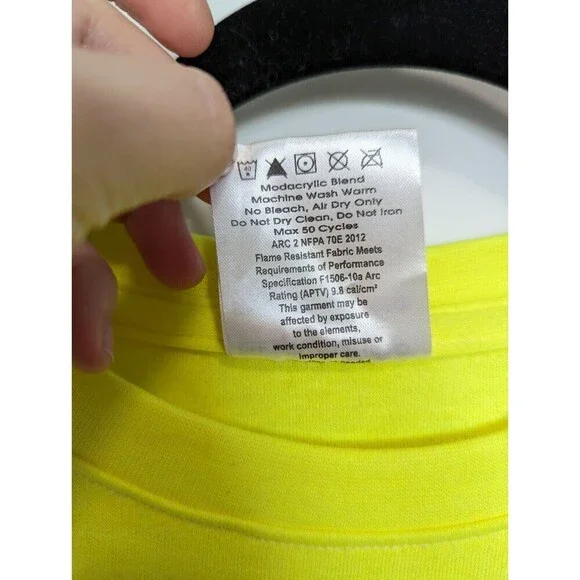 40
Modacrylic Blend
Machine Wash Warm
No Bleach, Air Dry Only
Do Not Dry Clean, Do Not Iron
Max 50 Cycles
ARC 2 NFPA 70E 2012
Flame Resistant Fabric Meets
Requirements of Performance
Specification F1506-10a Arc
Rating (APTV) 9.8 cal/cm²
This garment may be
affected by exposure
to the elements,
work condition, misuse or
improper care.